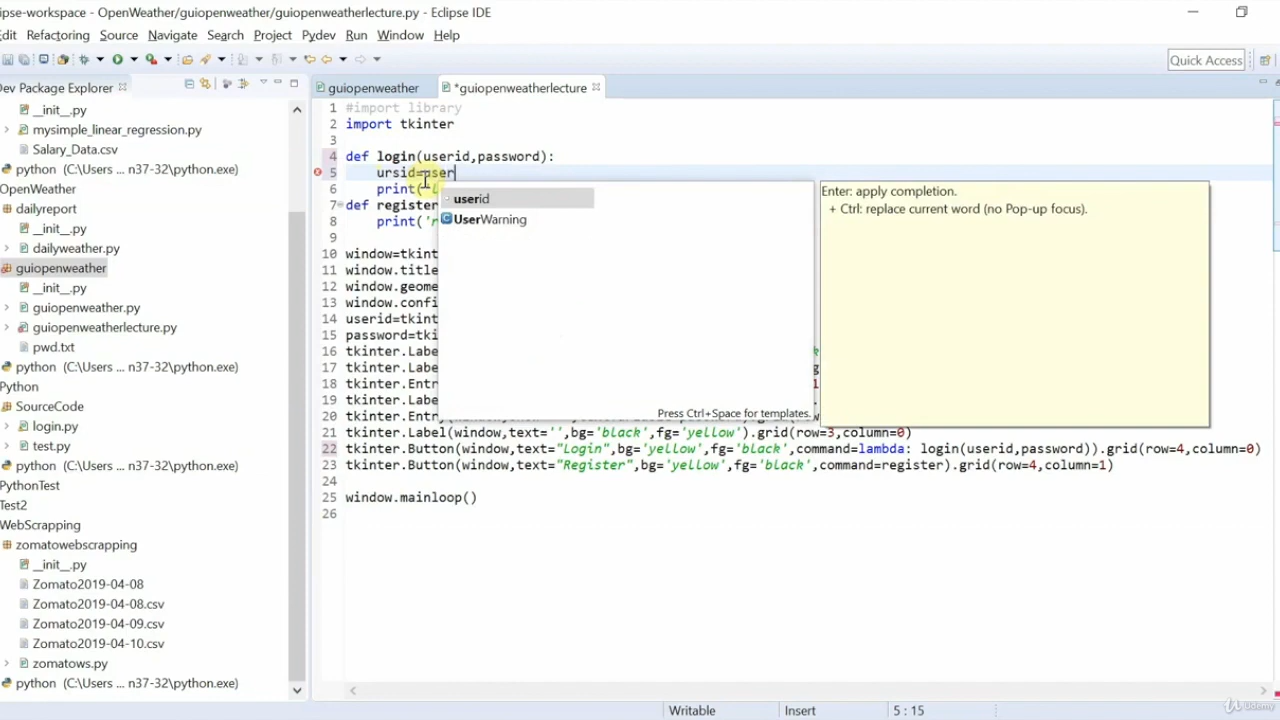 ipse-workspace - OpenWeather/guiopenweather/guiopenweatherlecture.py - Eclipse IDE
dit Refactoring Source Navigate Search Project Pydev Run Window Help
Quick Access
Dev Package Explorer
guiopenweather
*guiopenweatherlecture
__init__.py
mysimple_linear_regression.py
Salary_Data.csv
python (C:\Users ... n37-32\python.exe)
OpenWeather
dailyreport
__init__.py
dailyweather.py
guiopenweather
__init__.py
guiopenweather.py
guiopenweatherlecture.py
pwd.txt
python (C:\Users ... n37-32\python.exe)
Python
SourceCode
login.py
test.py
python (C:\Users ... n37-32\python.exe)
PythonTest
Test2
WebScrapping
zomatowebscrapping
__init__.py
Zomato2019-04-08
Zomato2019-04-08.csv
Zomato2019-04-09.csv
Zomato2019-04-10.csv
zomatows.py
python (C:\Users ... n37-32\python.exe)
1 #import library
2 import tkinter
3
4 def login(userid,password):
5 ursid=user
6 print(
7 def register
8 print('r
9
10 window=tkint
11 window.title
12 window.geome
13 window.confi
14 userid=tkint
15 password=tki
16 tkinter.Labe
17 tkinter.Labe
18 tkinter.Entr
19 tkinter.Labe
20 tkinter.Entr
21 tkinter.Label(window,text='',bg='black',fg='yellow').grid(row=3,column=0)
22 tkinter.Button(window,text="Login",bg='yellow',fg='black',command=lambda: login(userid,password)).grid(row=4,column=0)
23 tkinter.Button(window,text="Register",bg='yellow',fg='black',command=register).grid(row=4,column=1)
24
25 window.mainloop()
26
userid
UserWarning
Press Ctrl+Space for templates.
Enter: apply completion.
+ Ctrl: replace current word (no Pop-up focus).
Writable Insert 5 : 15
Udemy